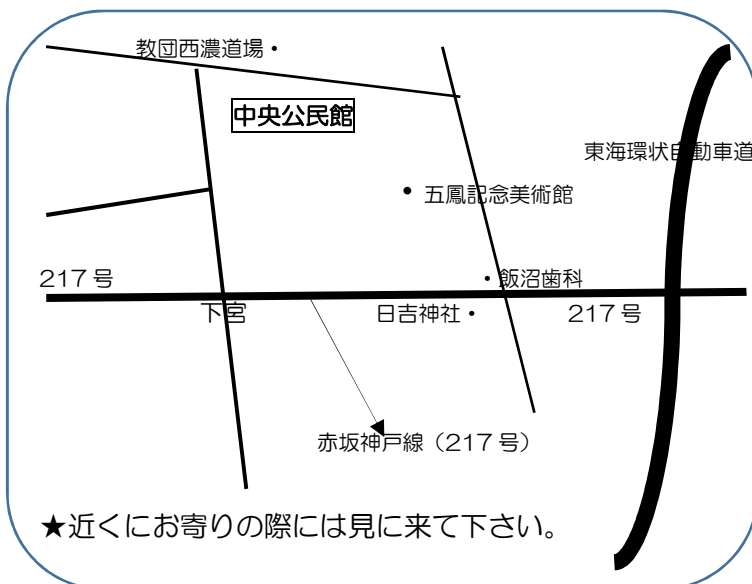 教団西濃道場・
中央公民館
東海環状自動車道
・五鳳記念美術館
217号
・飯沼歯科
下宮
日吉神社・
217号
赤坂神戸線（217号）
★近くにお寄りの際には見に来て下さい。